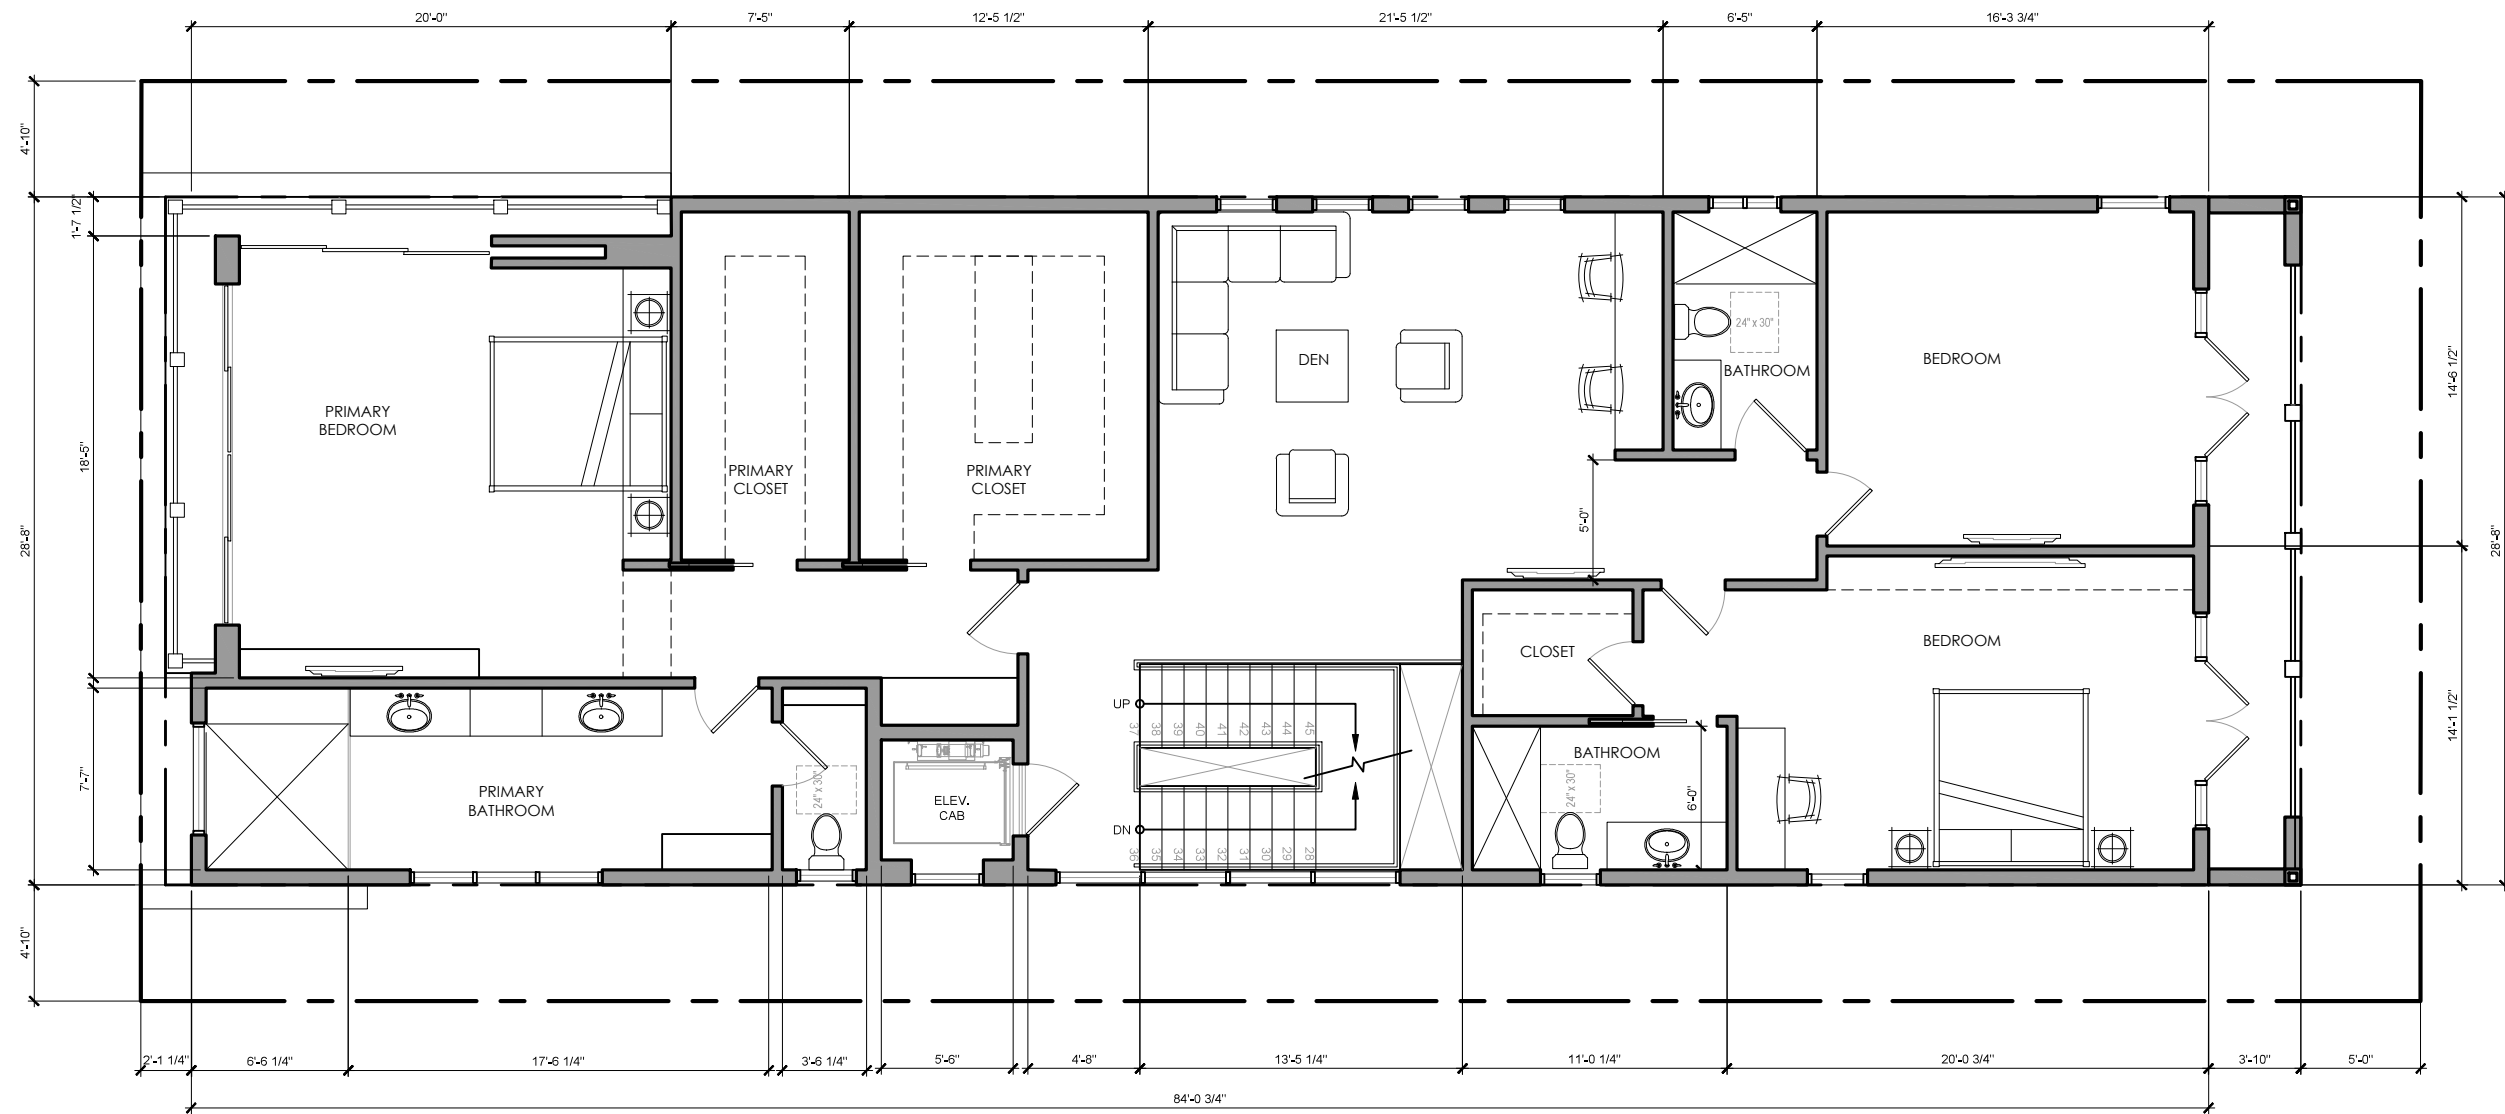 20'-0"
7'-5"
12'-5 1/2"
21'-5 1/2"
6'-5"
16'-3 3/4"
4'-10"
1'-7 1/2"
18'-5"
28'-8"
7'-7"
4'-10"
PRIMARY
BEDROOM
PRIMARY
CLOSET
PRIMARY
CLOSET
DEN
24" x 30"
BATHROOM
BEDROOM
14'-6 1/2"
28'-8"
5'-0"
CLOSET
BEDROOM
14'-1 1/2"
UP
37
38
39
40
41
42
43
44
45
DN
36
35
34
33
32
31
30
29
28
PRIMARY
BATHROOM
24" x 30"
ELEV.
CAB
BATHROOM
24" x 30"
6'-0"
2'-1 1/4"
6'-6 1/4"
17'-6 1/4"
3'-6 1/4"
5'-6"
4'-8"
13'-5 1/4"
11'-0 1/4"
20'-0 3/4"
3'-10"
5'-0"
84'-0 3/4"